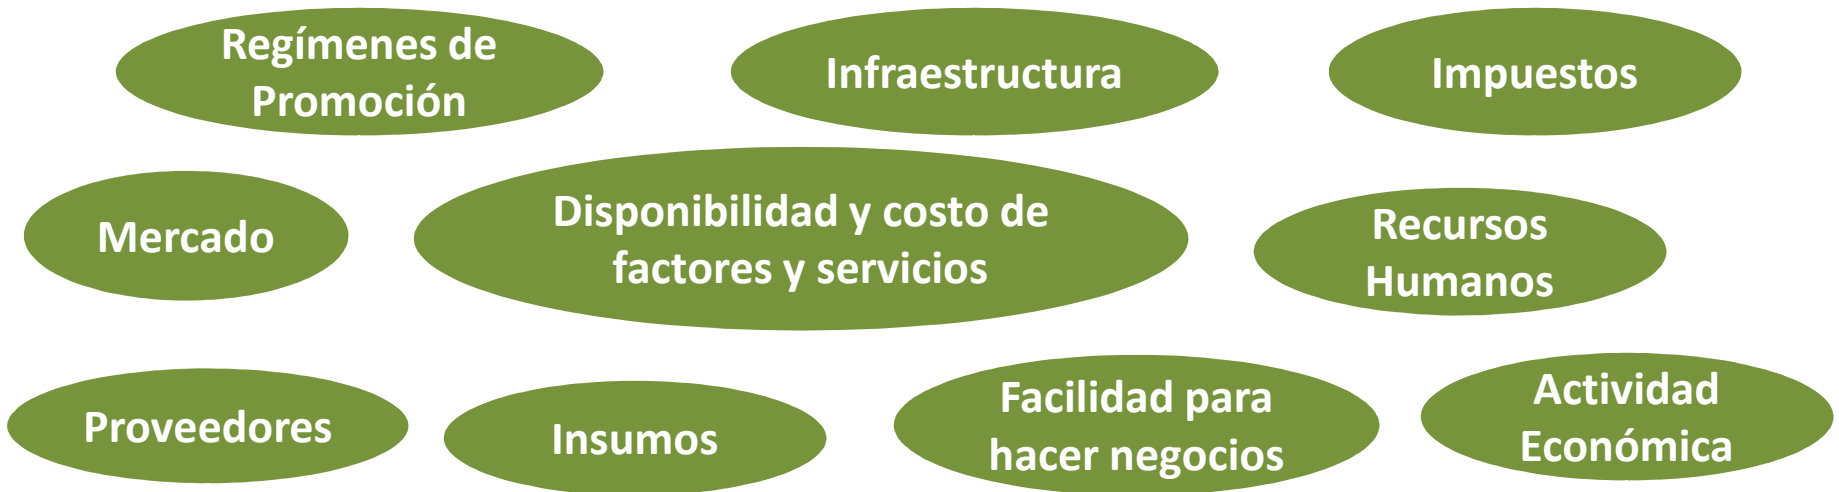 Regímenes de
Promoción
Infraestructura
Impuestos
Mercado
Disponibilidad y costo de
factores y servicios
Recursos
Humanos
Proveedores
Insumos
Facilidad para
hacer negocios
Actividad
Económica